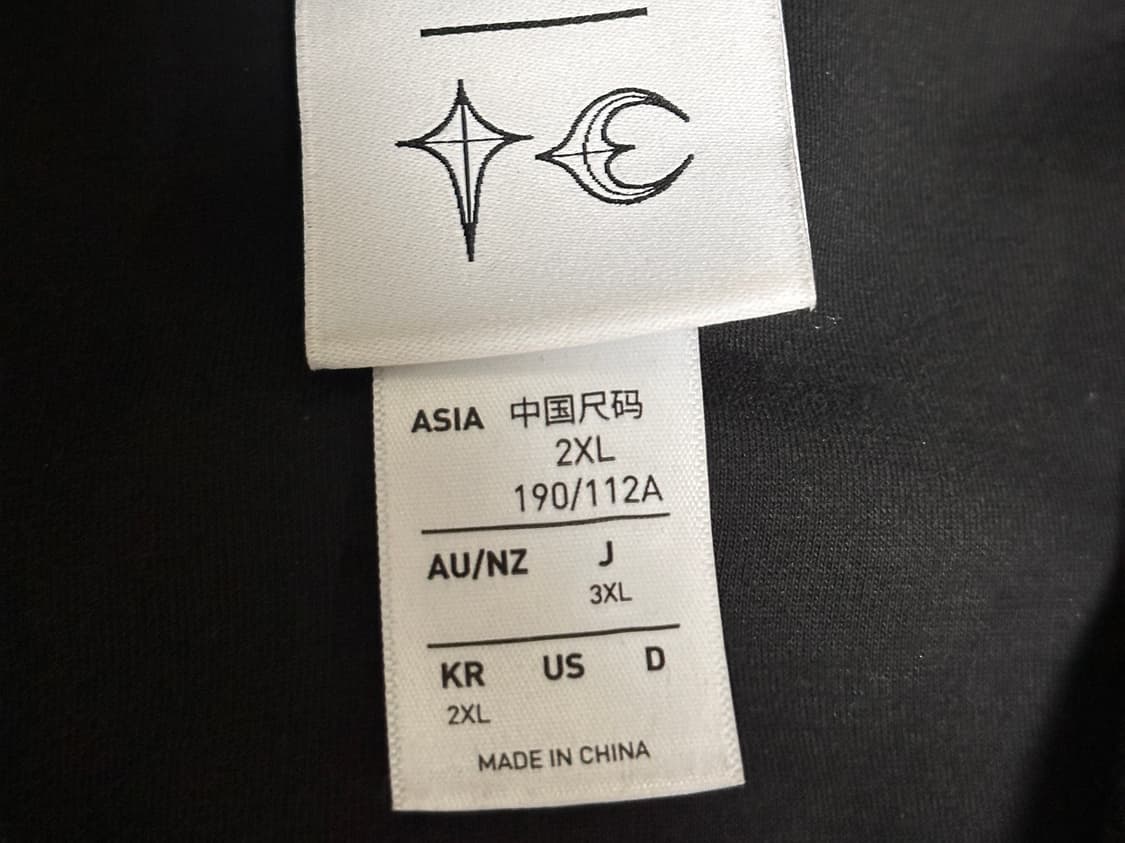 ASIA 中国尺码
2XL
190/112A
AU/NZ J
3XL
KR US D
2XL
MADE IN CHINA